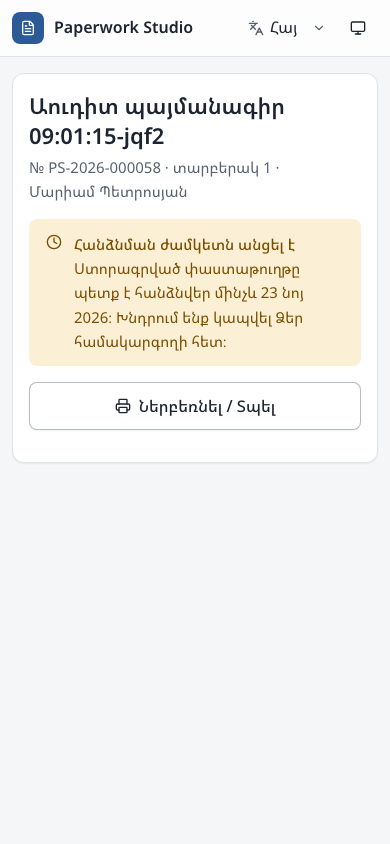 Paperwork Studio
Հայ
Աուդիտ պայմանագիր
09:01:15-jqf2
№ PS-2026-000058 · տարբերակ 1 ·
Մարիամ Պետրոսյան
Հանձնման ժամկետն անցել է
Ստորագրված փաստաթուղթը
պետք է հանձնվեր մինչև 23 նոյ
2026։ Խնդրում ենք կապվել Ձեր
համակարգողի հետ։
Ներբեռնել / Տպել